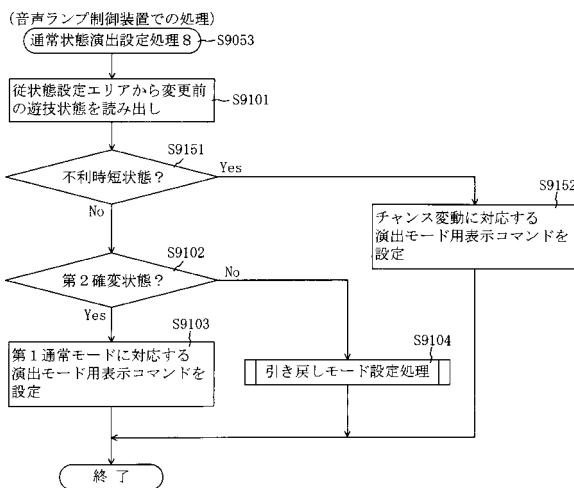 (音声ランプ制御装置での処理)
通常状態演出設定処理8
S9053
従状態設定エリアから変更前
の遊技状態を読み出し
S9101
S9151
不利時短状態？
Yes
No
S9152
チャンス変動に対応する
演出モード用表示コマンドを
設定
S9102
第2確変状態？
No
Yes
S9103
第1通常モードに対応する
演出モード用表示コマンドを
設定
S9104
引き戻しモード設定処理
終了